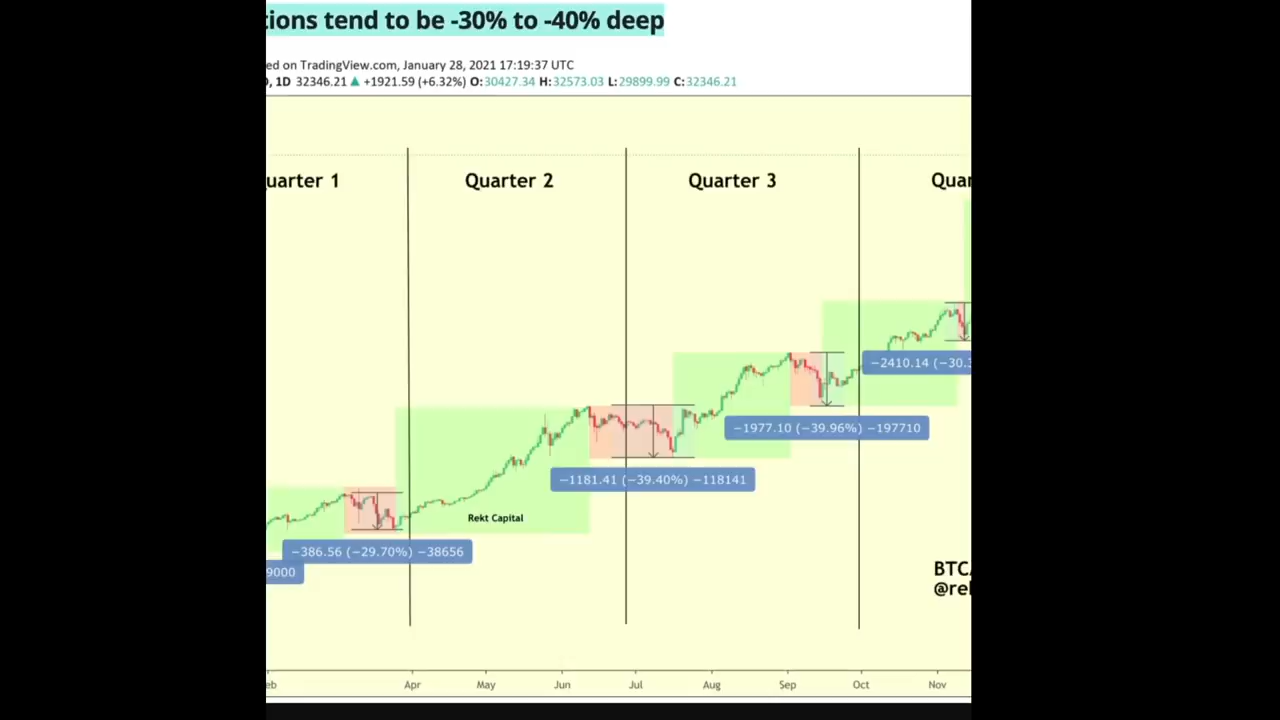 tions tend to be -30% to -40% deep
ed on TradingView.com, January 28, 2021 17:19:37 UTC
, 1D 32346.21 ▲ +1921.59 (+6.32%) O:30427.34 H:32573.03 L:29899.99 C:32346.21
uarter 1
Quarter 2
Quarter 3
Quar
−2410.14 (−30.3
−1977.10 (−39.96%) −197710
−1181.41 (−39.40%) −118141
Rekt Capital
−386.56 (−29.70%) −38656
9000
BTC
@rek
eb Apr May Jun Jul Aug Sep Oct Nov